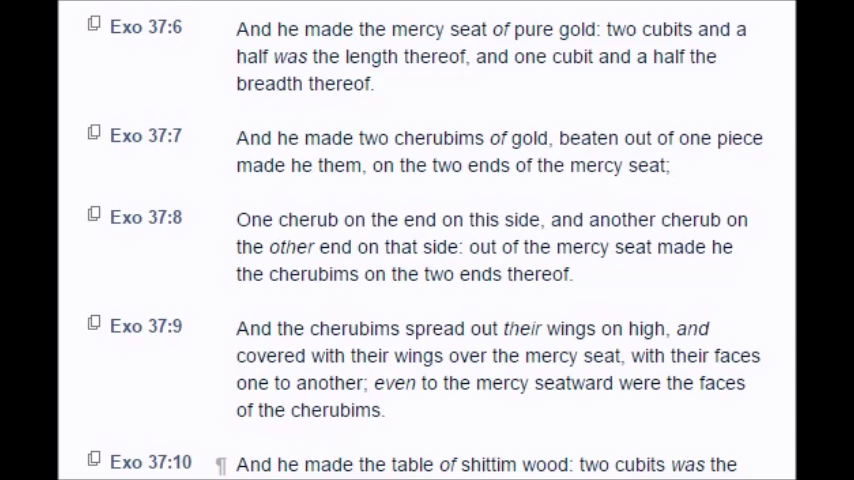 Exo 37:6 And he made the mercy seat of pure gold: two cubits and a
half was the length thereof, and one cubit and a half the
breadth thereof.
Exo 37:7 And he made two cherubims of gold, beaten out of one piece
made he them, on the two ends of the mercy seat;
Exo 37:8 One cherub on the end on this side, and another cherub on
the other end on that side: out of the mercy seat made he
the cherubims on the two ends thereof.
Exo 37:9 And the cherubims spread out their wings on high, and
covered with their wings over the mercy seat, with their faces
one to another; even to the mercy seatward were the faces
of the cherubims.
Exo 37:10 ¶ And he made the table of shittim wood: two cubits was the